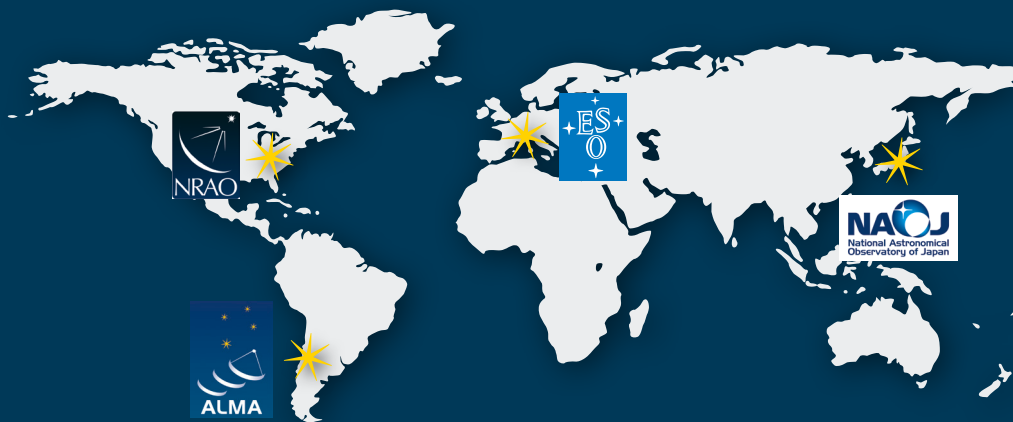 NRAO
ESO
NAOJ
National Astronomical
Observatory of Japan
ALMA